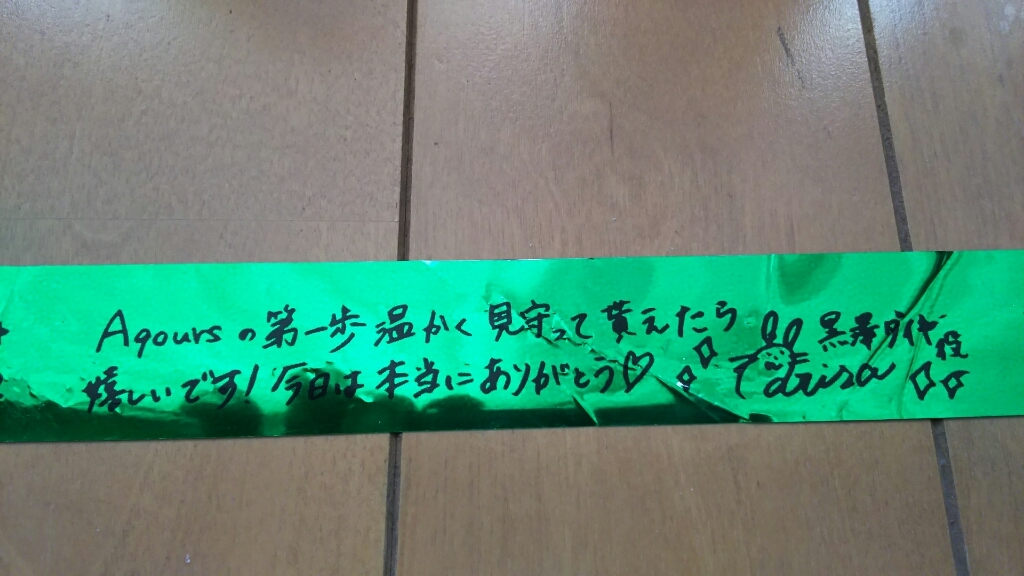 Aqoursの第一歩温かく見守って貰えたら
嬉しいです!今日は本当にありがとう♡
黒澤ダイヤ役